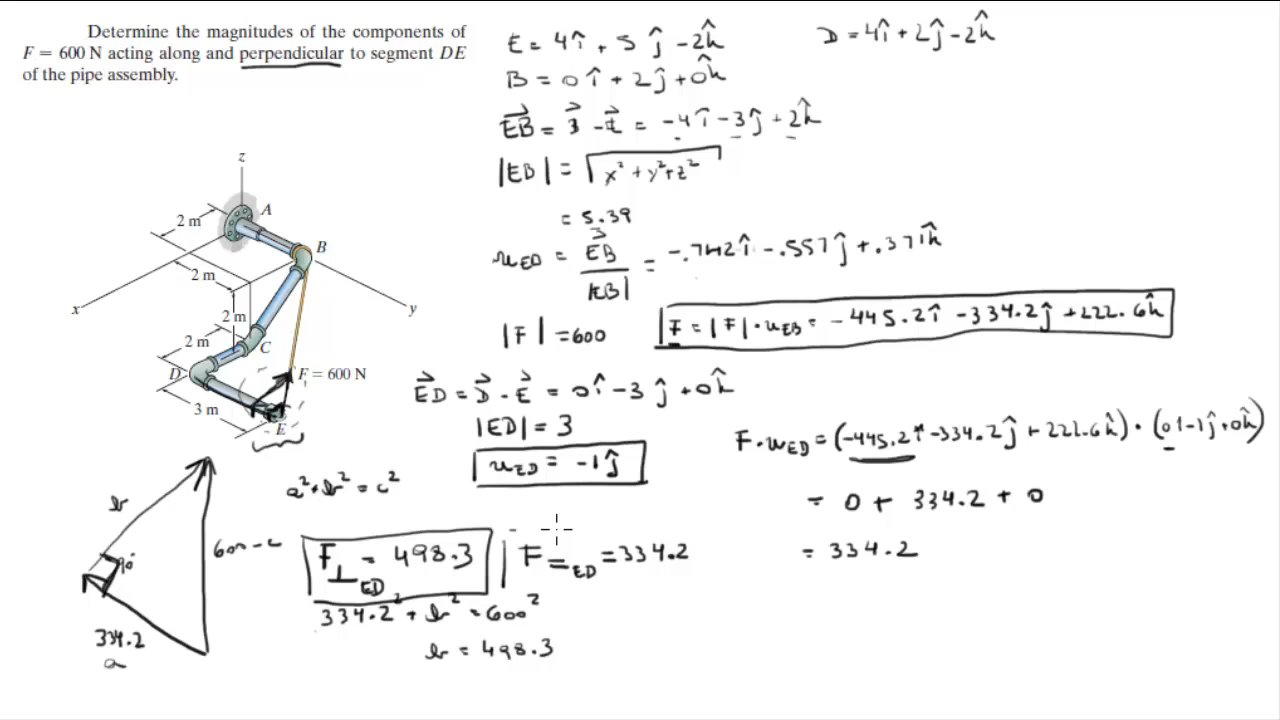 Determine the magnitudes of the components of
F = 600 N acting along and perpendicular to segment DE
of the pipe assembly.
E = 4î + 5ĵ - 2k̂
D = 4î + 2ĵ - 2k̂
B = 0î + 2ĵ + 0k̂
EB = B - E = -4î - 3ĵ + 2k̂
|EB| = √x² + y² + z²
= 5.39
u_ED = EB / |EB| = -.742î - .557ĵ + .371k̂
|F| = 600
F = |F| · u_EB = -445.2î - 334.2ĵ + 222.6k̂
z
2 m
A
B
2 m
x
y
2 m
2 m
C
D
F = 600 N
3 m
E
ED = D - E = 0î - 3ĵ + 0k̂
|ED| = 3
u_ED = -1ĵ
F · u_ED = (-445.2î - 334.2ĵ + 222.6k̂) · (0î - 1ĵ + 0k̂)
= 0 + 334.2 + 0
= 334.2
a² + b² = c²
b
90°
600 = c
334.2
a
F⊥ED = 498.3
F=ED = 334.2
334.2² + b² = 600²
b = 498.3